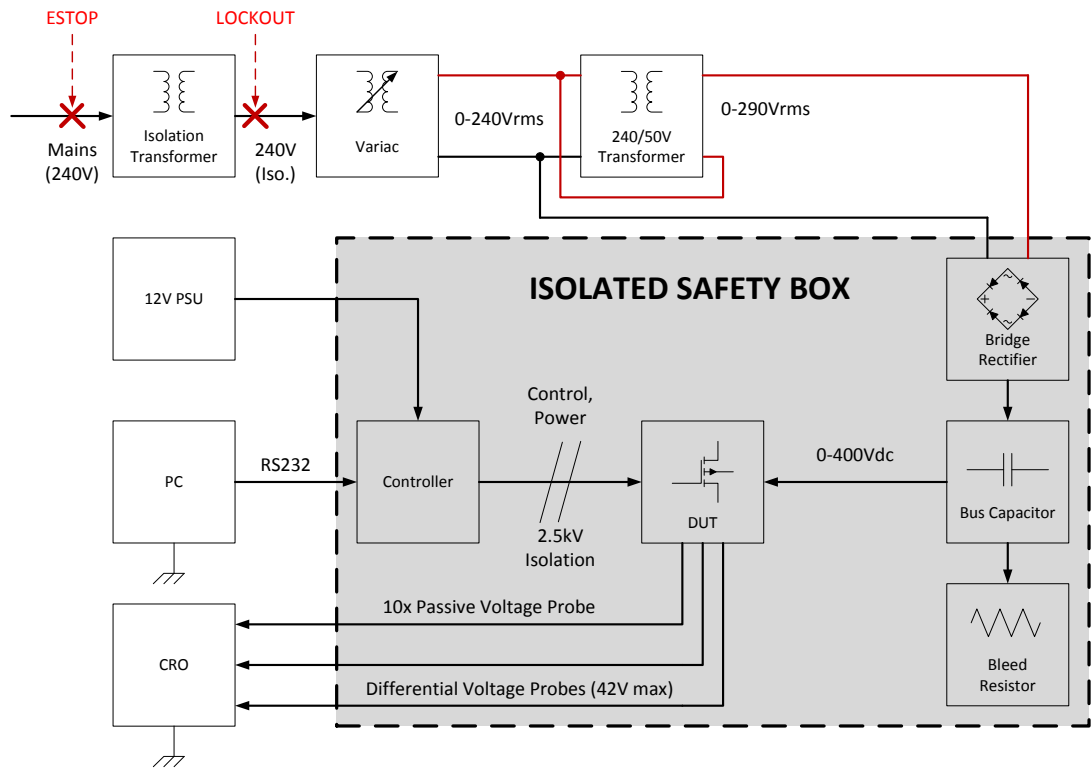 ESTOP
LOCKOUT
Isolation
Transformer
Mains
(240V)
240V
(Iso.)
Variac
0-240Vrms
240/50V
Transformer
0-290Vrms
12V PSU
ISOLATED SAFETY BOX
Bridge
Rectifier
PC
RS232
Controller
Control,
Power
2.5kV
Isolation
DUT
0-400Vdc
Bus Capacitor
CRO
10x Passive Voltage Probe
Differential Voltage Probes (42V max)
Bleed
Resistor